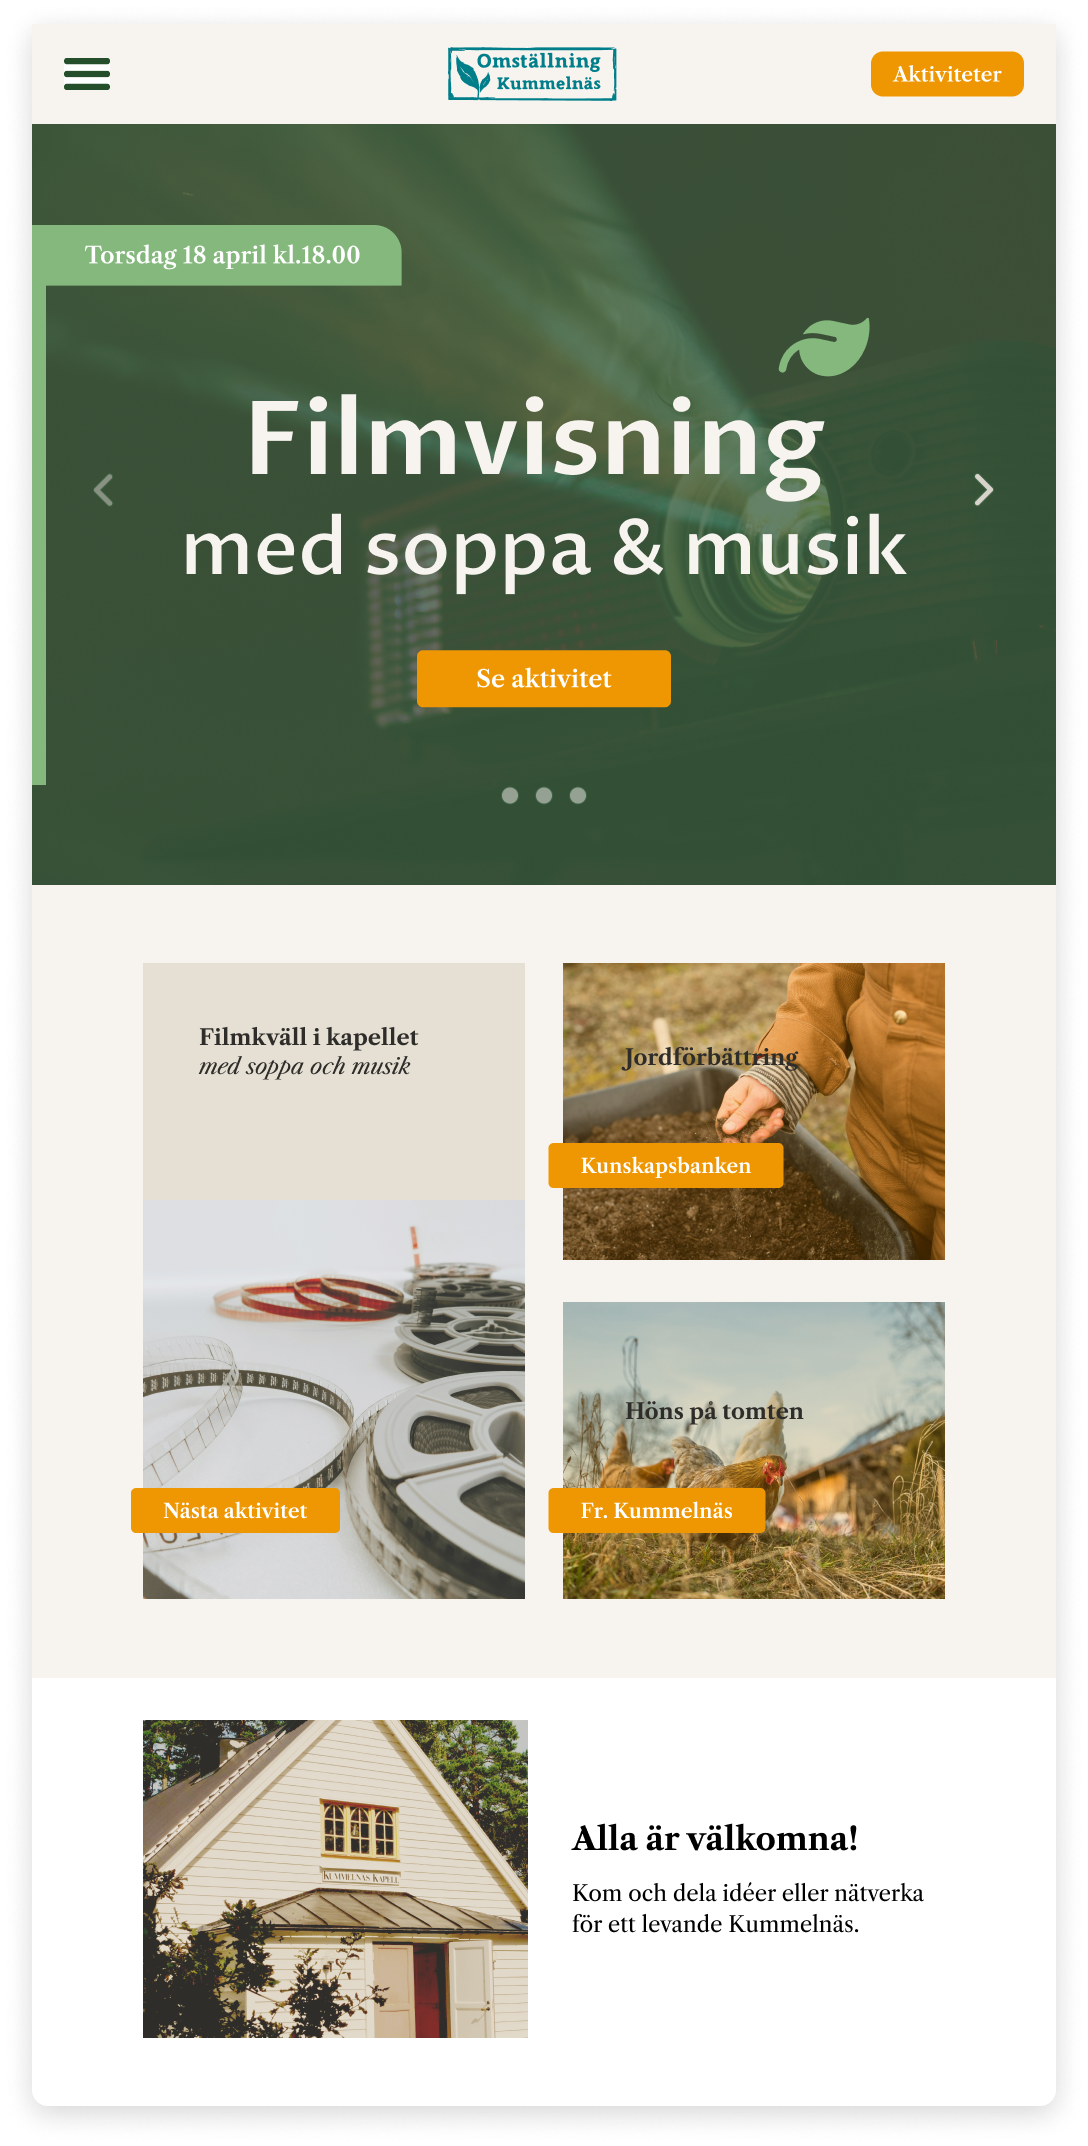 Omställning
Kummelnäs
Aktiviteter
Torsdag 18 april kl.18.00
Filmvisning
med soppa & musik
Se aktivitet
Filmkväll i kapellet
med soppa och musik
Nästa aktivitet
Jordförbättring
Kunskapsbanken
Höns på tomten
Fr. Kummelnäs
KUMMELNÄS KAPELL
Alla är välkomna!
Kom och dela idéer eller nätverka
för ett levande Kummelnäs.